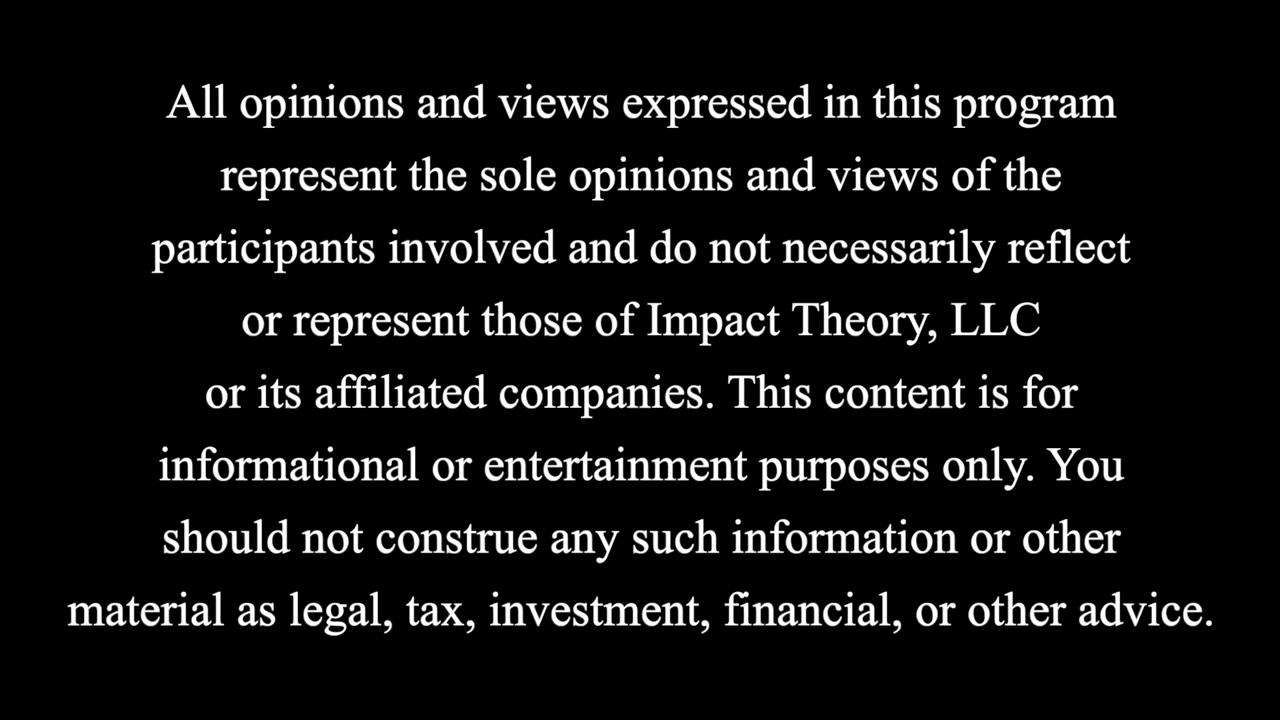 All opinions and views expressed in this program
represent the sole opinions and views of the
participants involved and do not necessarily reflect
or represent those of Impact Theory, LLC
or its affiliated companies. This content is for
informational or entertainment purposes only. You
should not construe any such information or other
material as legal, tax, investment, financial, or other advice.